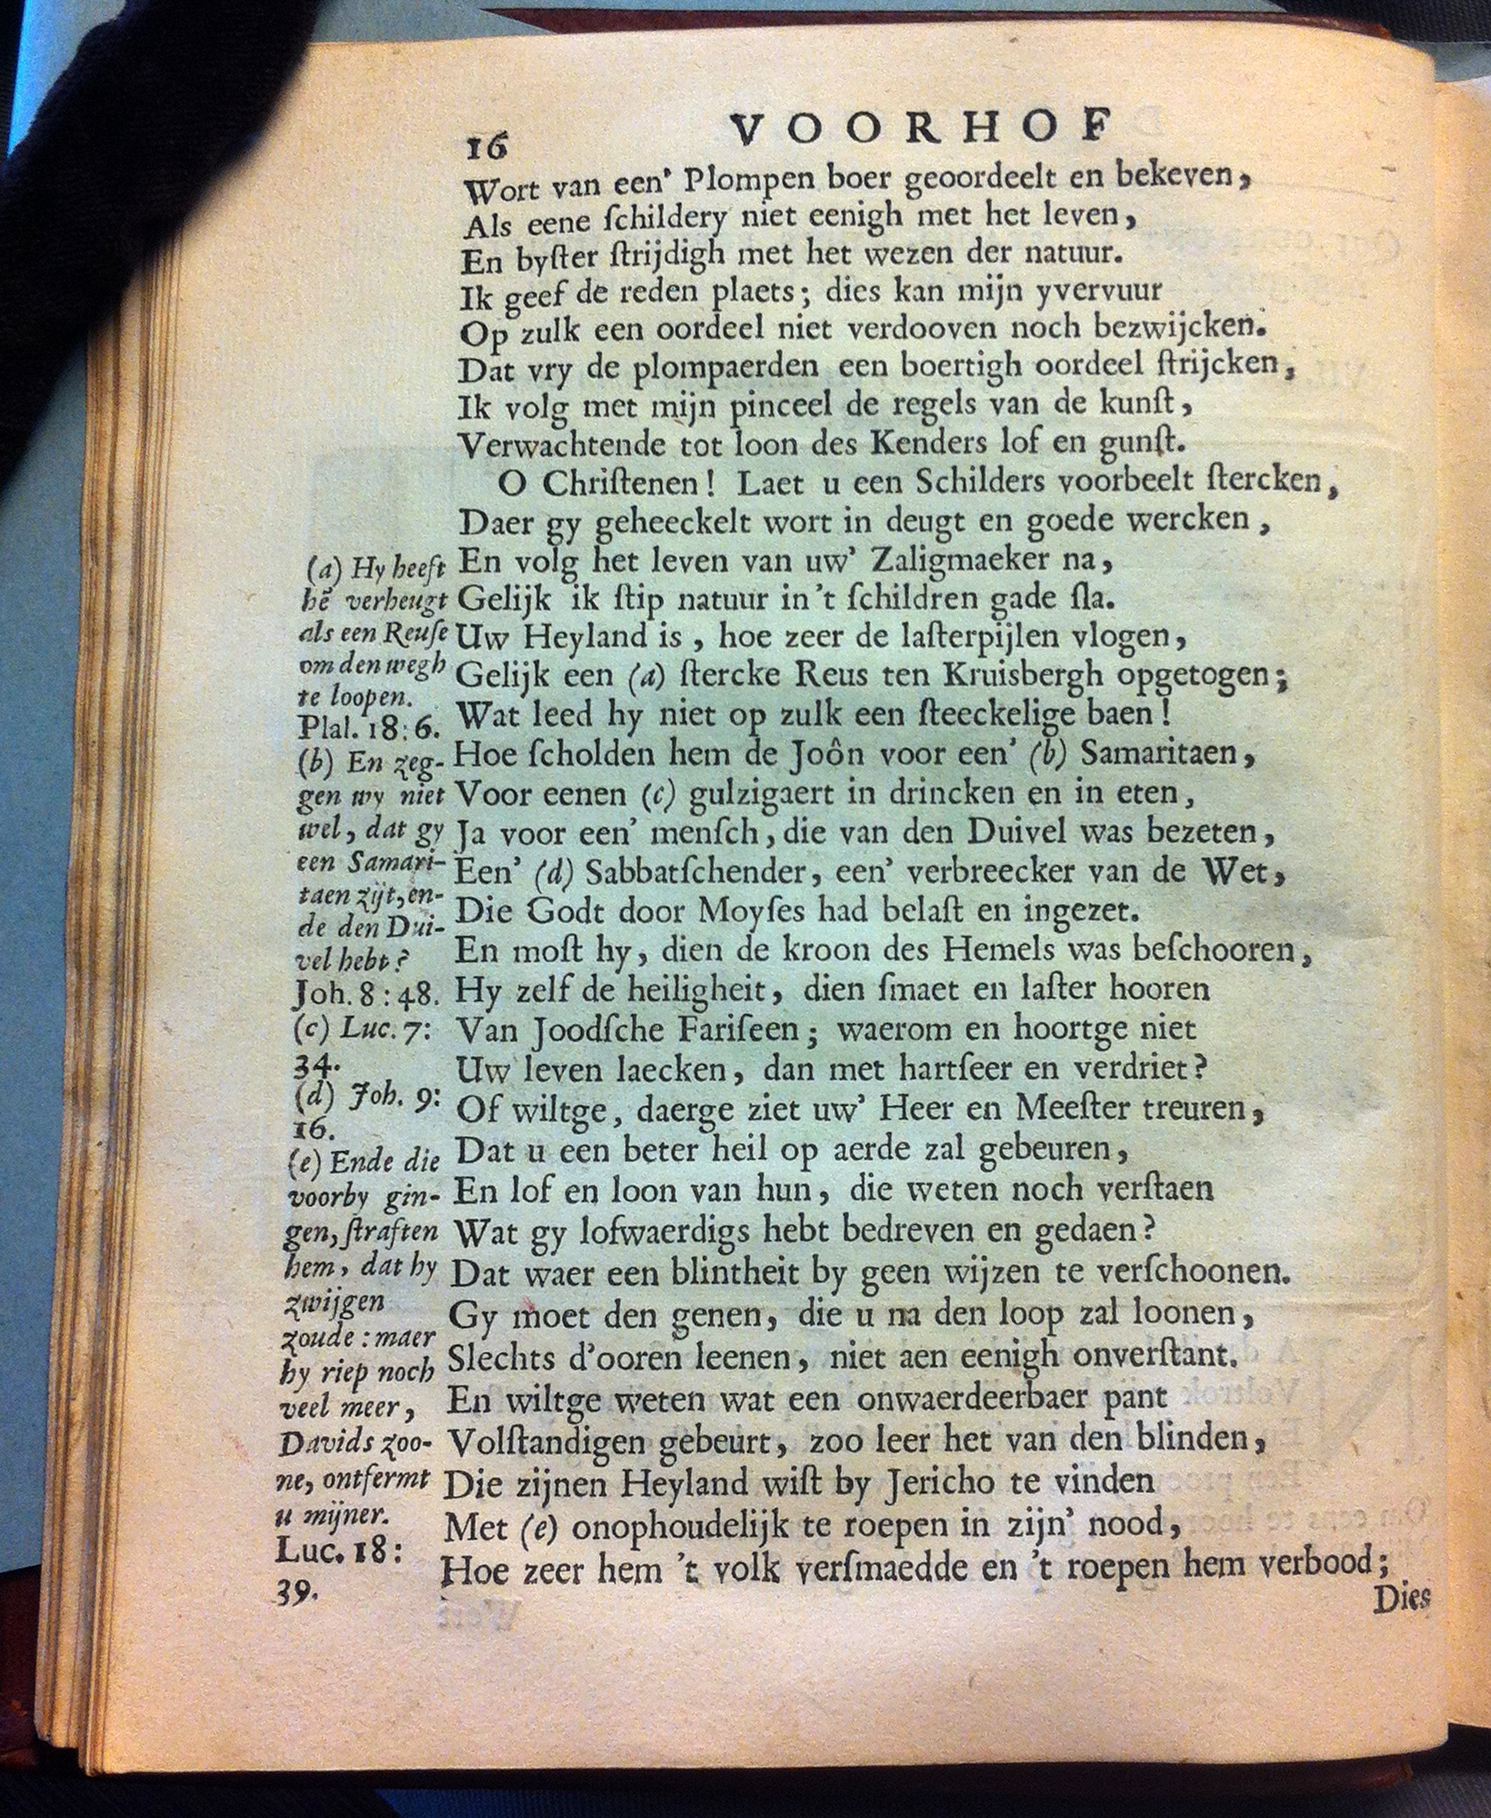 16
VOORHOF
Wort van een' Plompen boer geoordeelt en bekeven,
Als eene ſchildery niet eenigh met het leven,
En byſter ſtrijdigh met het wezen der natuur.
Ik geef de reden plaets; dies kan mijn yvervuur
Op zulk een oordeel niet verdooven noch bezwijcken.
Dat vry de plompaerden een boertigh oordeel ſtrijcken,
Ik volg met mijn pinceel de regels van de kunſt,
Verwachtende tot loon des Kenders lof en gunſt.
O Chriſtenen! Laet u een Schilders voorbeelt ſtercken,
Daer gy geheeckelt wort in deugt en goede wercken,
En volg het leven van uw' Zaligmaeker na,
Gelijk ik ſtip natuur in 't ſchildren gade ſla.
Uw Heyland is, hoe zeer de laſterpijlen vlogen,
Gelijk een (a) ſtercke Reus ten Kruisbergh opgetogen;
Wat leed hy niet op zulk een ſteeckelige baen!
Hoe ſcholden hem de Joôn voor een' (b) Samaritaen,
Voor eenen (c) gulzigaert in drincken en in eten,
Ja voor een' menſch, die van den Duivel was bezeten,
Een' (d) Sabbatſchender, een' verbreecker van de Wet,
Die Godt door Moyſes had belaſt en ingezet.
En moſt hy, dien de kroon des Hemels was beſchooren,
Hy zelf de heiligheit, dien ſmaet en laſter hooren
Van Joodſche Fariſeen; waerom en hoortge niet
Uw leven laecken, dan met hartſeer en verdriet?
Of wiltge, daerge ziet uw' Heer en Meeſter treuren,
Dat u een beter heil op aerde zal gebeuren,
En lof en loon van hun, die weten noch verſtaen
Wat gy lofwaerdigs hebt bedreven en gedaen?
Dat waer een blintheit by geen wijzen te verſchoonen.
Gy moet den genen, die u na den loop zal loonen,
Slechts d'ooren leenen, niet aen eenigh onverſtant.
En wiltge weten wat een onwaerdeerbaer pant
Volſtandigen gebeurt, zoo leer het van den blinden,
Die zijnen Heyland wiſt by Jericho te vinden
Met (e) onophoudelijk te roepen in zijn' nood,
Hoe zeer hem 't volk verſmaedde en 't roepen hem verbood;
Dies
(a) Hy heeft
hē verheugt
als een Reuſe
om den wegh
te loopen.
Plal. 18:6.
(b) En zeg-
gen wy niet
wel, dat gy
een Samari-
taen zijt, en-
de den Dui-
vel hebt?
Joh. 8:48.
(c) Luc. 7:
34.
(d) Joh. 9:
16.
(e) Ende die
voorby gin-
gen, ſtraften
hem, dat hy
zwijgen
zoude: maer
hy riep noch
veel meer,
Davids zoo-
ne, ontfermt
u mijner.
Luc. 18:
39.